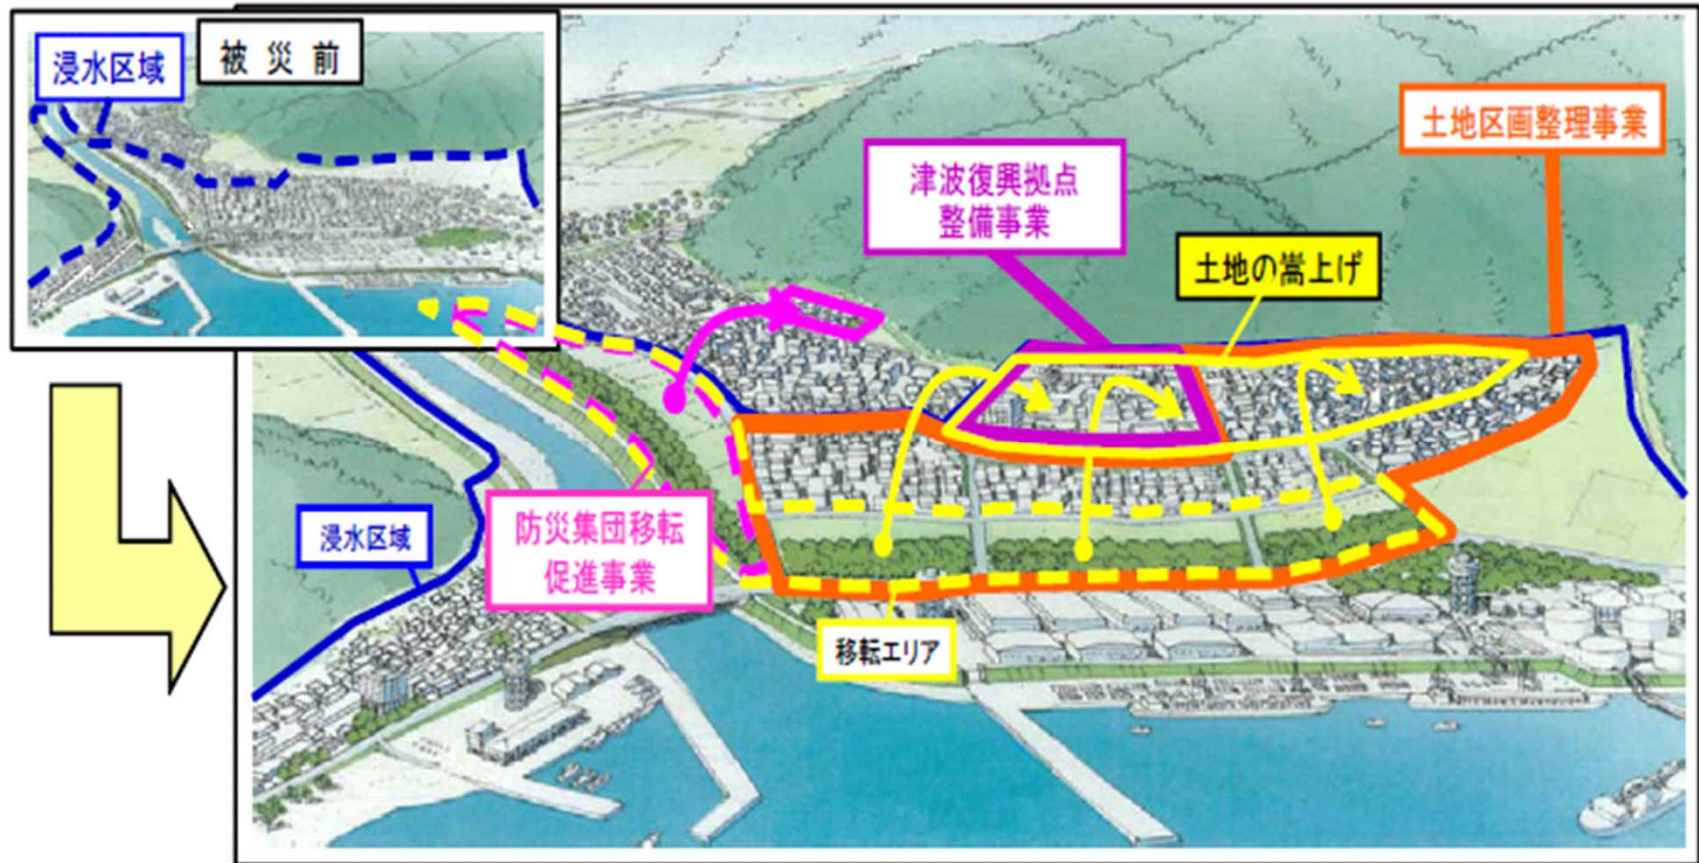 浸水区域
被災前
土地区画整理事業
津波復興拠点
整備事業
土地の嵩上げ
浸水区域
防災集団移転
促進事業
移転エリア